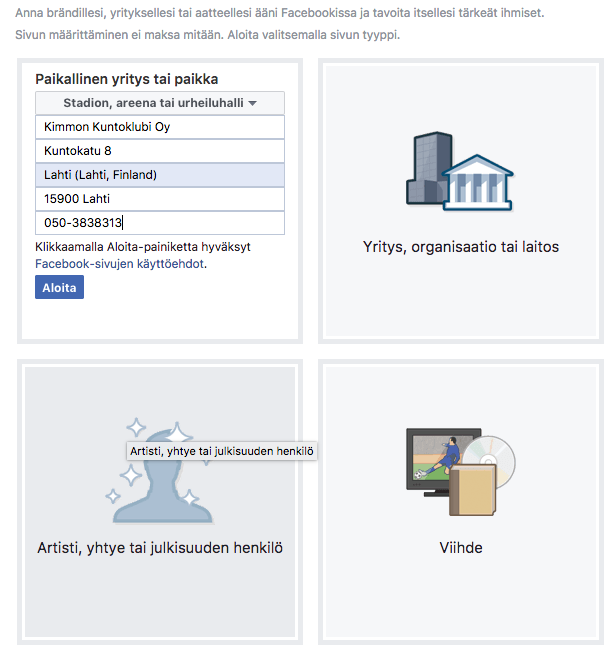 Anna brändillesi, yrityksellesi tai aatteellesi ääni Facebookissa ja tavoita itsellesi tärkeät ihmiset.
Sivun määrittäminen ei maksa mitään. Aloita valitsemalla sivun tyyppi.
Paikallinen yritys tai paikka
Stadion, areena tai urheiluhalli
Kimmon Kuntoklubi Oy
Kuntokatu 8
Lahti (Lahti, Finland)
15900 Lahti
050-3838313
Klikkaamalla Aloita-painiketta hyväksyt
Facebook-sivujen käyttöehdot.
Aloita
Yritys, organisaatio tai laitos
Artisti, yhtye tai julkisuuden henkilö
Artisti, yhtye tai julkisuuden henkilö
Viihde